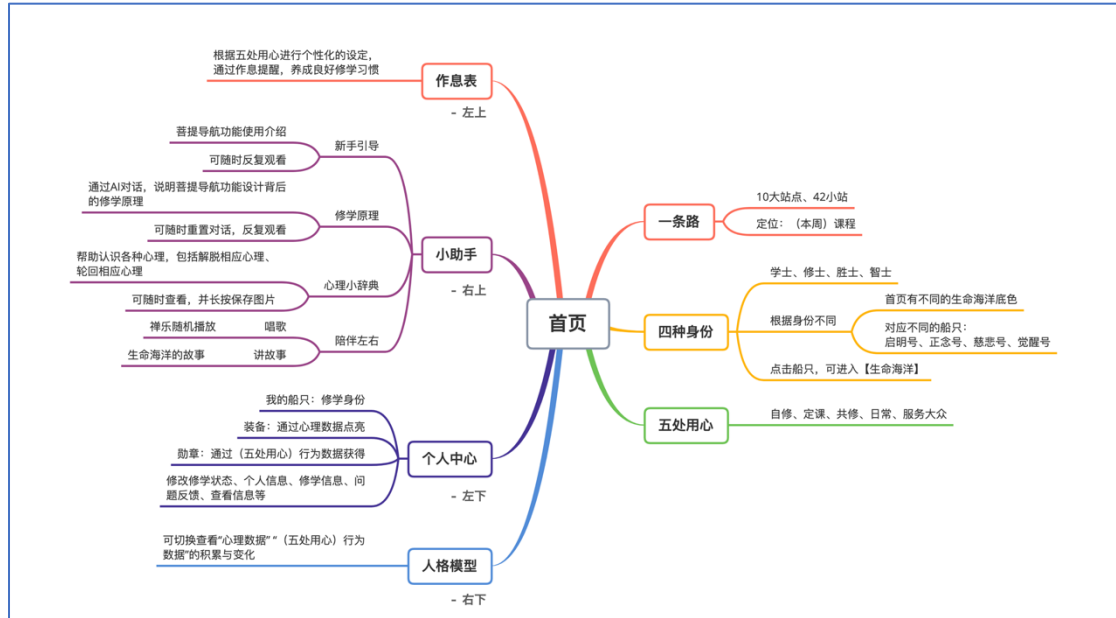 根据五处用心进行个性化的设定，
通过作息提醒，养成良好修学习惯
作息表
- 左上
菩提导航功能使用介绍
可随时反复观看
新手引导
通过AI对话，说明菩提导航功能设计背后
的修学原理
可随时重置对话，反复观看
修学原理
帮助认识各种心理，包括解脱相应心理、
轮回相应心理
可随时查看，并长按保存图片
心理小辞典
禅乐随机播放
唱歌
生命海洋的故事
讲故事
陪伴左右
小助手
- 右上
我的船只：修学身份
装备：通过心理数据点亮
勋章：通过（五处用心）行为数据获得
修改修学状态、个人信息、修学信息、问
题反馈、查看信息等
个人中心
- 左下
可切换查看“心理数据” “（五处用心）行为
数据”的积累与变化
人格模型
- 右下
首页
一条路
10大站点、42小站
定位：（本周）课程
四种身份
学士、修士、胜士、智士
根据身份不同
首页有不同的生命海洋底色
对应不同的船只：
启明号、正念号、慈悲号、觉醒号
点击船只，可进入【生命海洋】
五处用心
自修、定课、共修、日常、服务大众